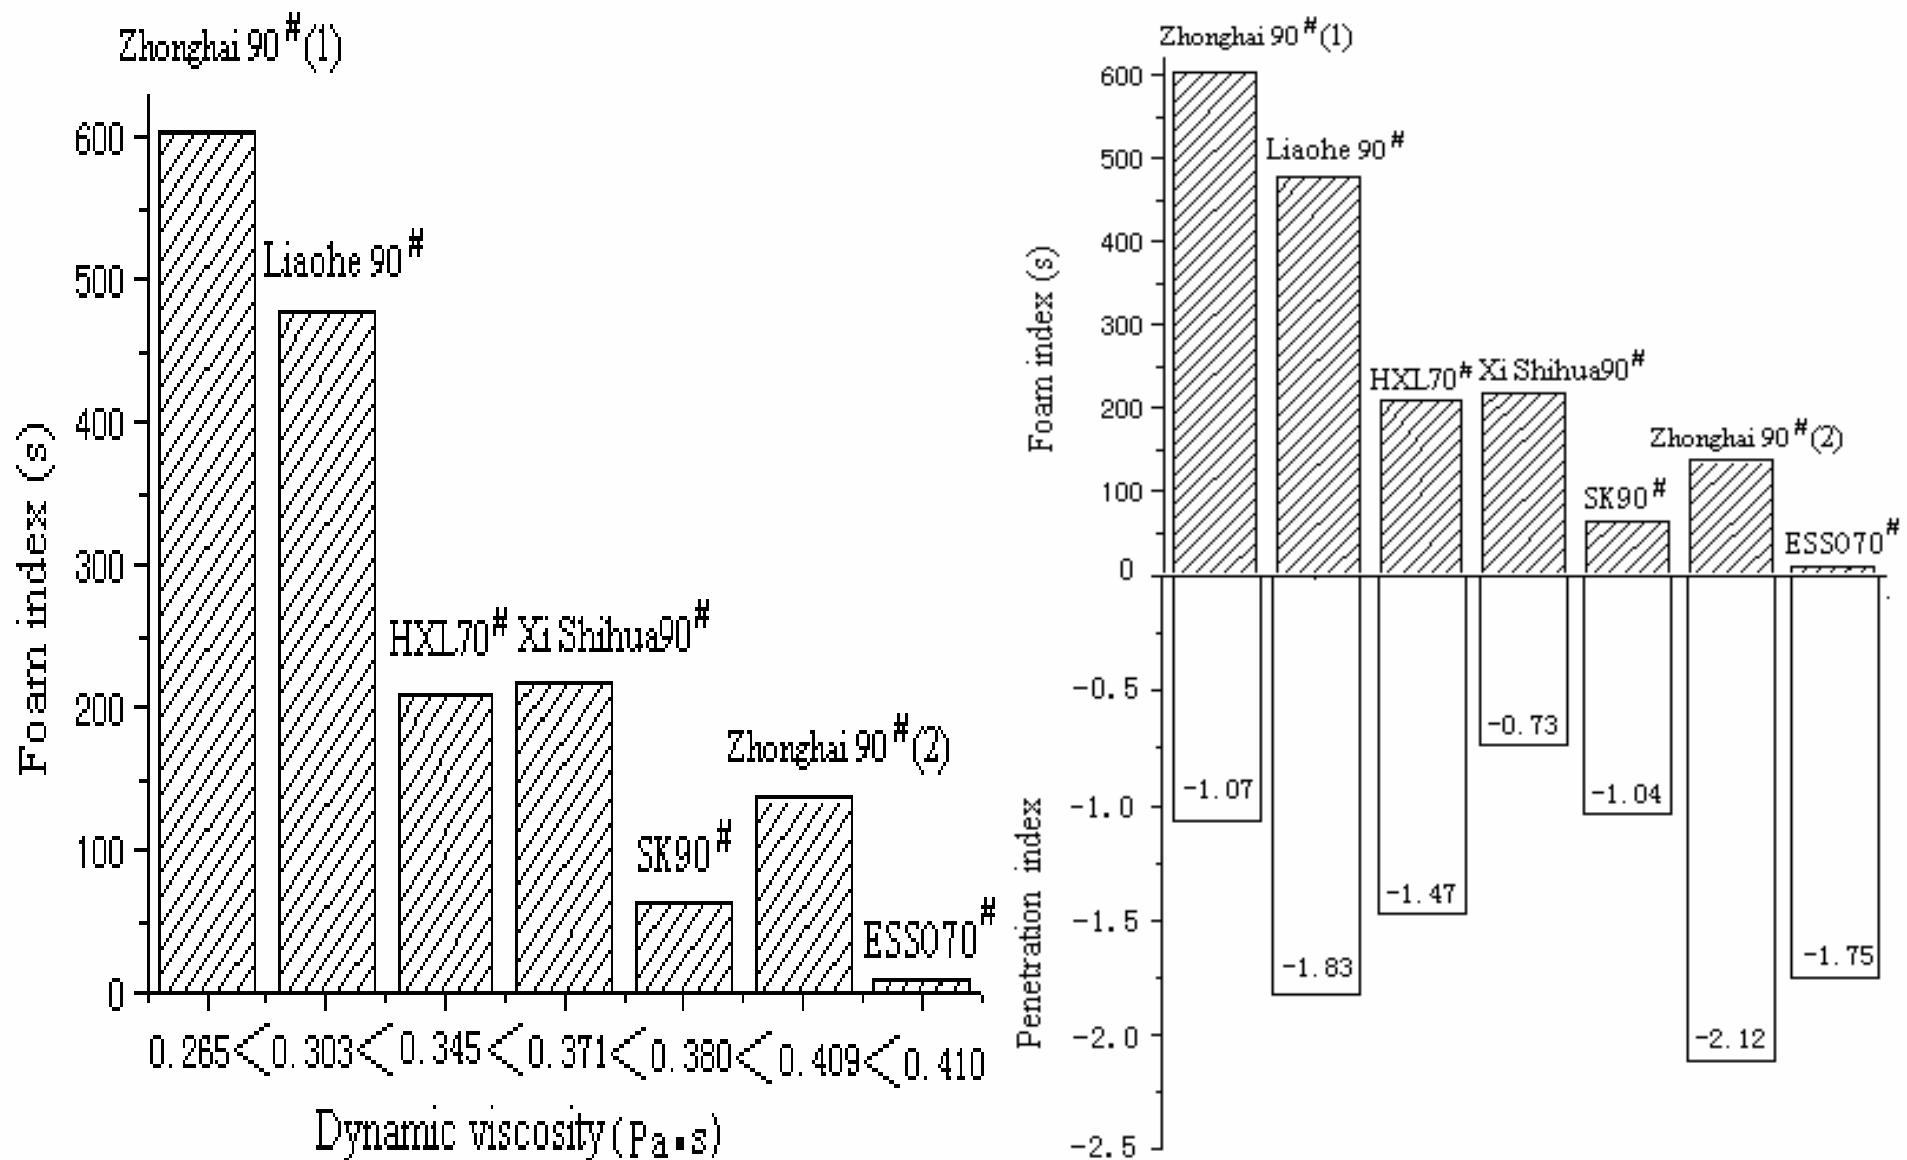 Zhonghai 90#(1)
600
Liaohe 90#
500
400
300
HXL70# Xi Shihua90#
200
Zhonghai 90#(2)
SK90#
100
ESSO70#
0
Foam index (s)
0.265<0.303<0.345<0.371<0.380<0.409<0.410
Dynamic viscosity(Pa▪s)
Zhonghai 90#(1)
600
Liaohe 90#
500
400
300
HXL70# Xi Shihua90#
200
Zhonghai 90#(2)
SK90#
100
ESSO70#
0
Foam index (s)
-0.5
-0.73
-1.07
-1.04
-1.0
-1.47
-1.5
-1.83
-1.75
-2.0
-2.12
-2.5
Penetration index